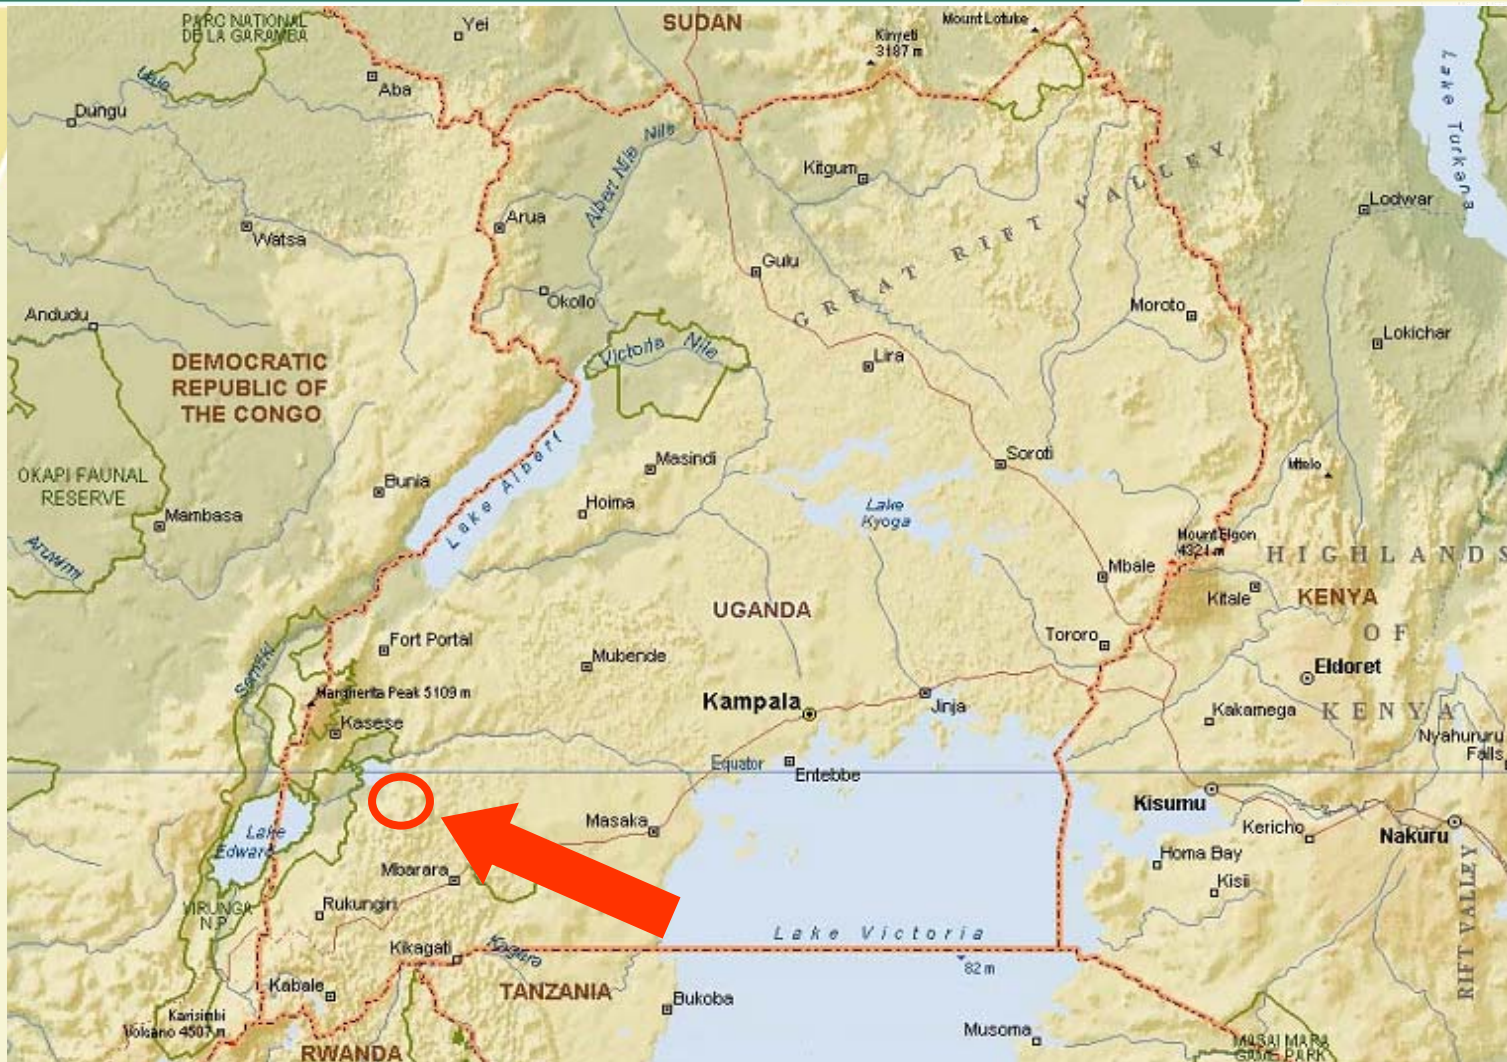 PARC NATIONAL
DE LA GARAMBA
Yei
SUDAN
Mount Lotuke
Kinyeti
3187 m
Uele
Aba
Dungu
Lake Turkana
Albert Nile
Nile
Kitgum
Lodwar
Arua
Watsa
GREAT RIFT VALLEY
Gulu
Okollo
Moroto
Andudu
Lokichar
Victoria Nile
Lira
DEMOCRATIC
REPUBLIC OF
THE CONGO
Masindi
Soroti
OKAPI FAUNAL
RESERVE
Bunia
Lake Albert
Hoima
Lake
Kyoga
Mtelo
Mambasa
Aruwimi
Mount Elgon
4321 m
HIGHLANDS
Mbale
Kitale
KENYA
UGANDA
Fort Portal
Tororo
OF
Mubende
Semliki
Eldoret
Margherita Peak 5109 m
Kampala
Jinja
Kakamega
KENYA
Kasese
Nyahururu
Falls
Equator
Entebbe
Kisumu
Masaka
Kericho
Nakuru
Lake
Edward
Homa Bay
Mbarara
Kisii
VIRUNGA
N.P.
Rukungiri
RIFT VALLEY
Lake Victoria
Kikagati
Kagera
82 m
Kabale
TANZANIA
Bukoba
Karisimbi
Volcano 4507 m
Musoma
RWANDA
MASAI MARA
GAME PARK